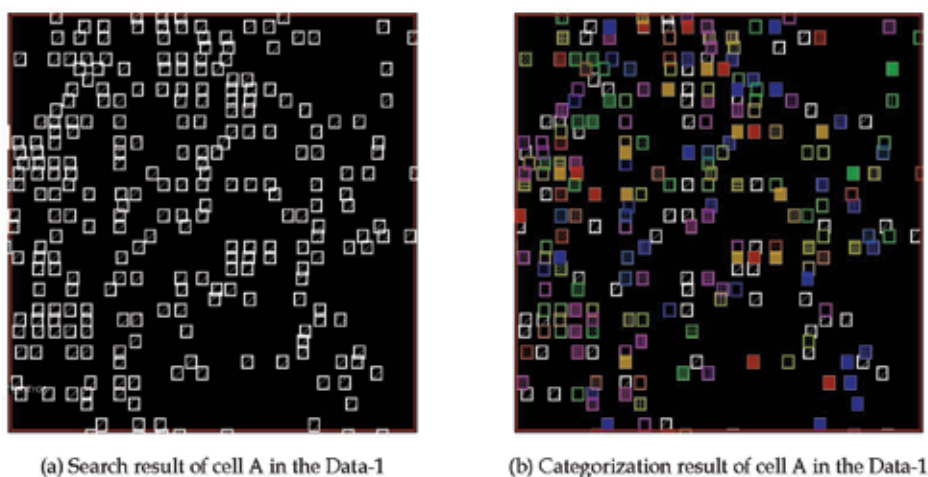 (a) Search result of cell A in the Data-1
(b) Categorization result of cell A in the Data-1